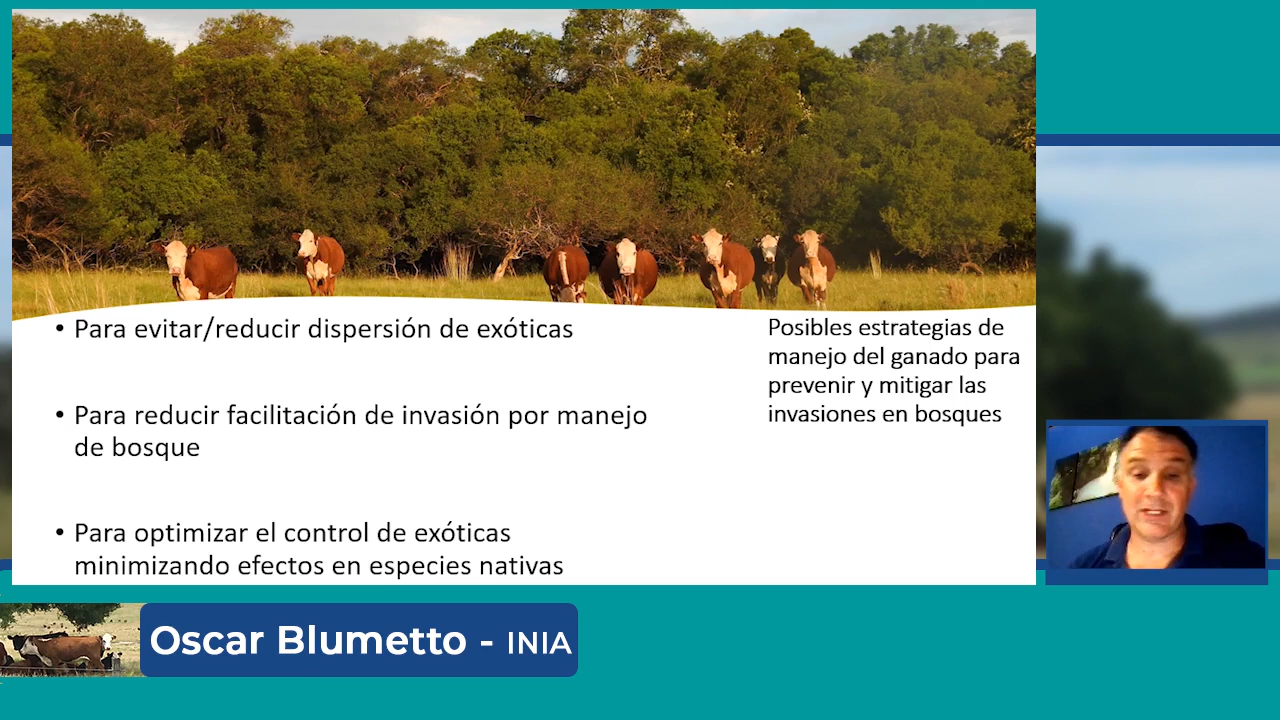 • Para evitar/reducir dispersión de exóticas
• Para reducir facilitación de invasión por manejo
de bosque
• Para optimizar el control de exóticas
minimizando efectos en especies nativas
Posibles estrategias de
manejo del ganado para
prevenir y mitigar las
invasiones en bosques
Oscar Blumetto - INIA